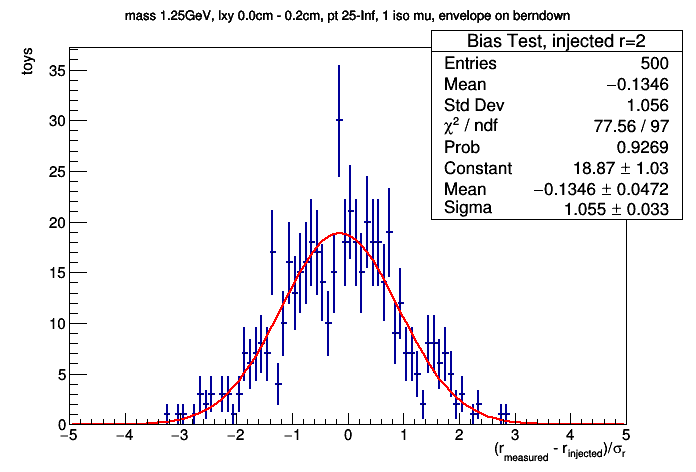 mass 1.25GeV, lxy 0.0cm - 0.2cm, pt 25-Inf, 1 iso mu, envelope on berndown
toys
Bias Test, injected r=2
Entries 500
Mean −0.1346
Std Dev 1.056
χ² / ndf 77.56 / 97
Prob 0.9269
Constant 18.87 ± 1.03
Mean −0.1346 ± 0.0472
Sigma 1.055 ± 0.033
35
30
25
20
15
10
5
0
−5 −4 −3 −2 −1 0 1 2 3 4 5
(r_measured - r_injected)/σ_r